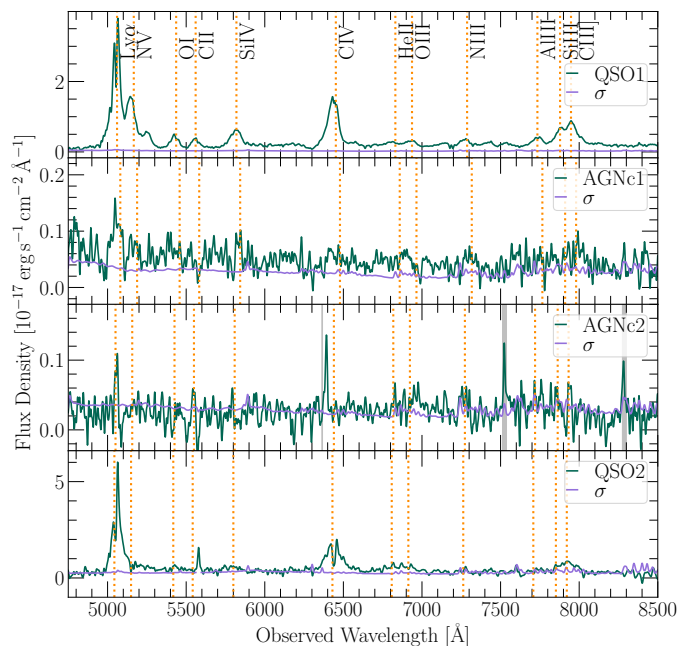 Lyα
NV
OI
CII
SiIV
CIV
HeII
OIII
NIII
AlIII
SiIII
CIII]
QSO1
σ
AGNc1
σ
AGNc2
σ
QSO2
σ
0
2
0.0
0.1
0.2
0.0
0.1
0
5
Flux Density [10⁻¹⁷ erg s⁻¹ cm⁻² Å⁻¹]
5000 5500 6000 6500 7000 7500 8000 8500
Observed Wavelength [Å]